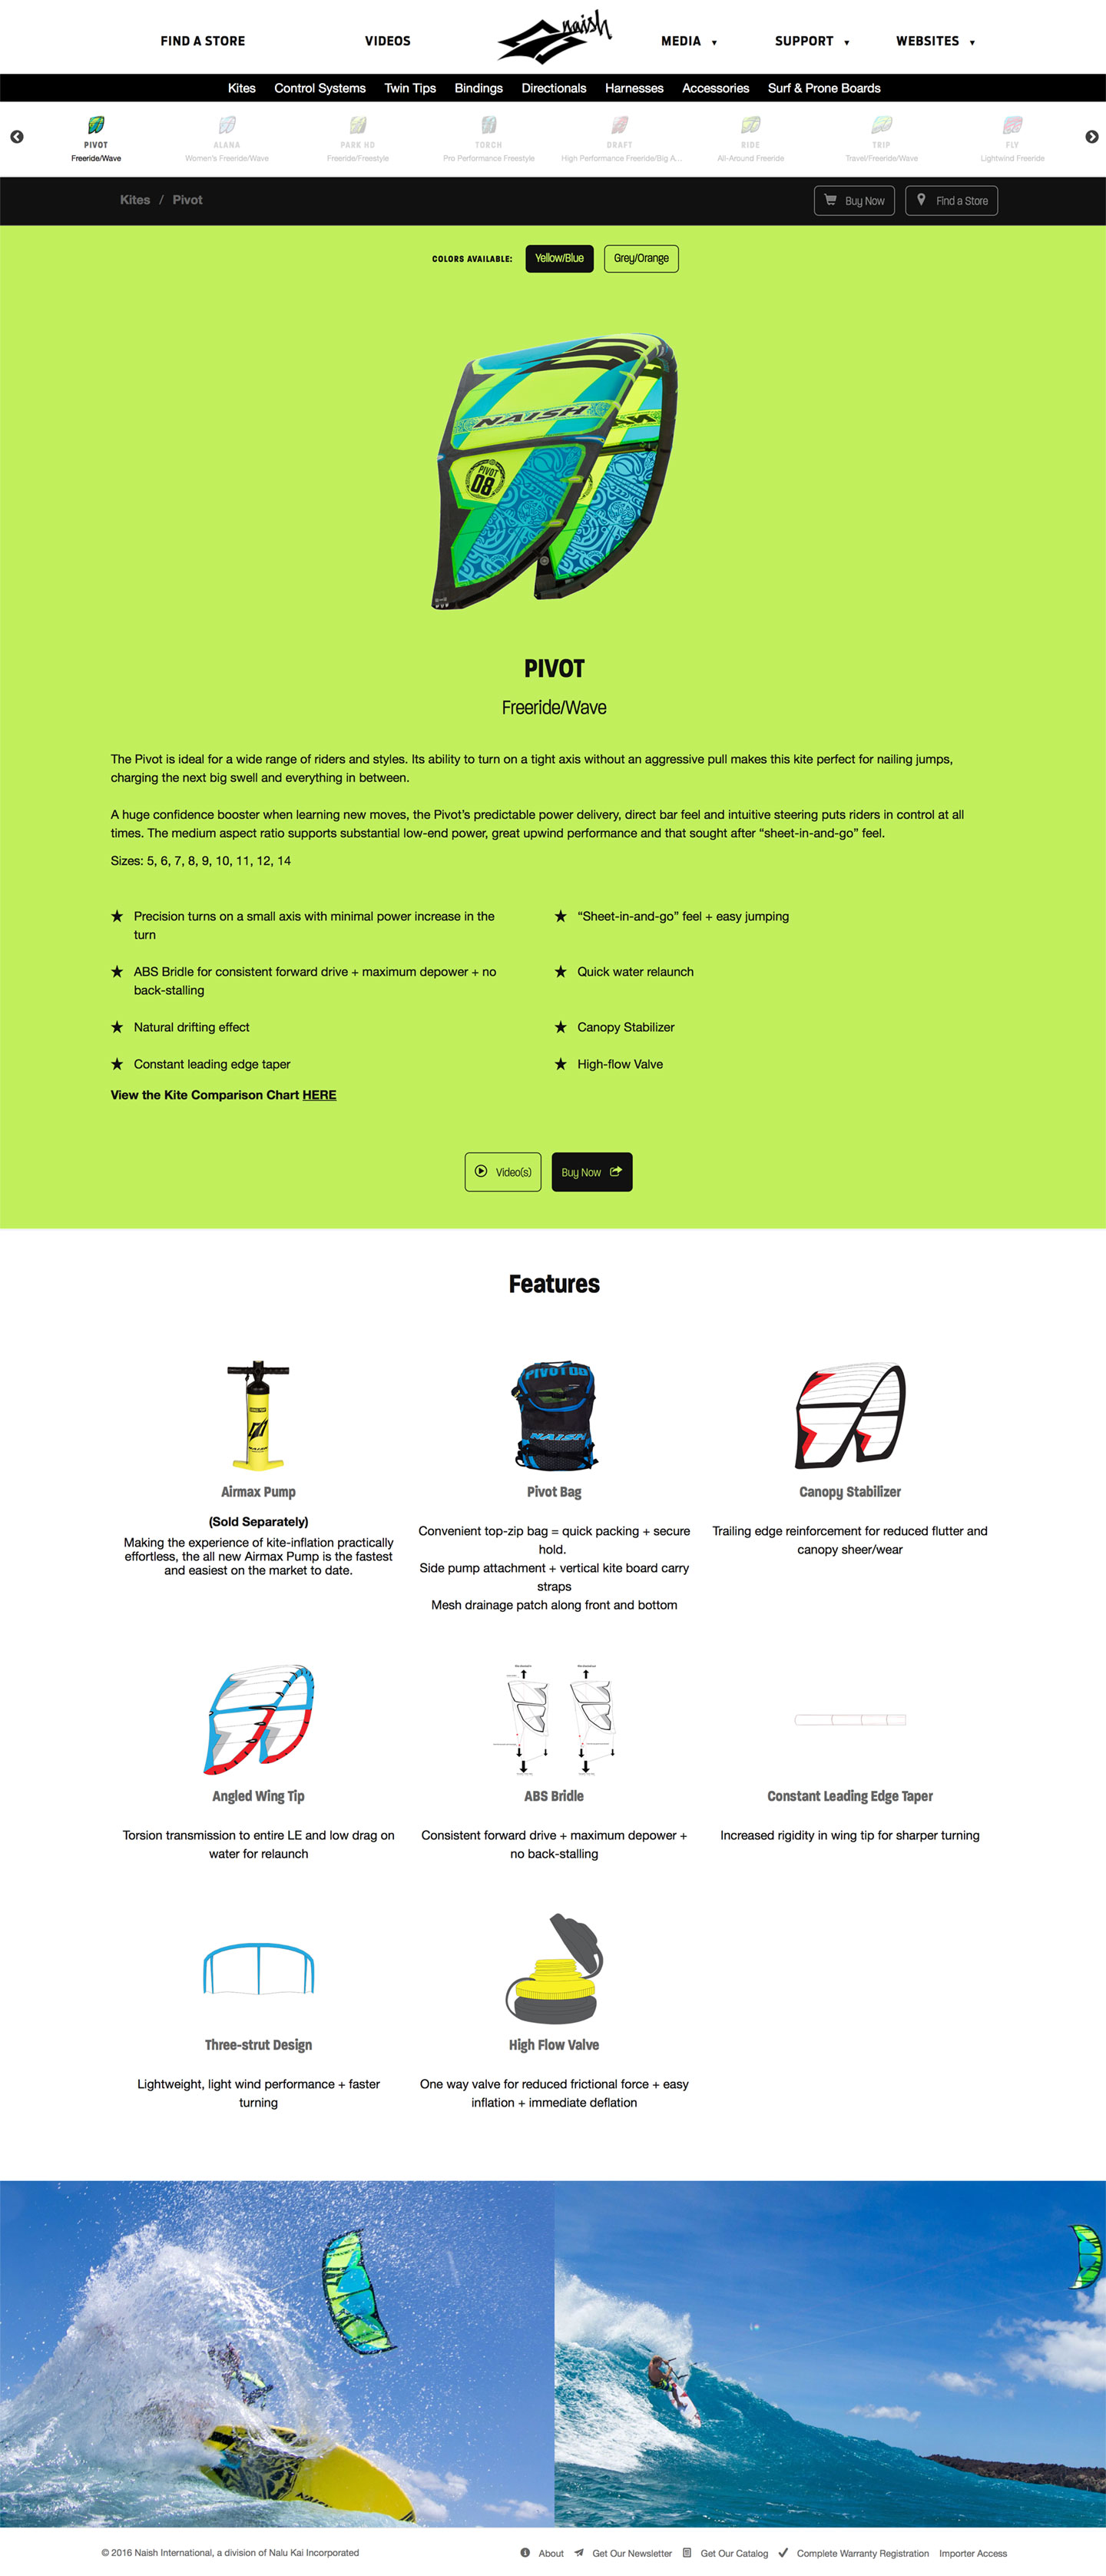 FIND A STORE
VIDEOS
naish
MEDIA ▼
SUPPORT ▼
WEBSITES ▼
Kites Control Systems Twin Tips Bindings Directionals Harnesses Accessories Surf & Prone Boards
PIVOT
Freeride/Wave
ALANA
Women's Freeride/Wave
PARK HD
Freeride/Freestyle
TORCH
Pro Performance Freestyle
DRAFT
High Performance Freeride/Big A...
RIDE
All-Around Freeride
TRIP
Travel/Freeride/Wave
FLY
Lightwind Freeride
Kites / Pivot
Buy Now
Find a Store
COLORS AVAILABLE:
Yellow/Blue
Grey/Orange
NAISH
PIVOT
08
PIVOT
Freeride/Wave
The Pivot is ideal for a wide range of riders and styles. Its ability to turn on a tight axis without an aggressive pull makes this kite perfect for nailing jumps,
charging the next big swell and everything in between.
A huge confidence booster when learning new moves, the Pivot’s predictable power delivery, direct bar feel and intuitive steering puts riders in control at all
times. The medium aspect ratio supports substantial low-end power, great upwind performance and that sought after “sheet-in-and-go” feel.
Sizes: 5, 6, 7, 8, 9, 10, 11, 12, 14
★ Precision turns on a small axis with minimal power increase in the
turn
★ “Sheet-in-and-go” feel + easy jumping
★ ABS Bridle for consistent forward drive + maximum depower + no
back-stalling
★ Quick water relaunch
★ Natural drifting effect
★ Canopy Stabilizer
★ Constant leading edge taper
★ High-flow Valve
View the Kite Comparison Chart HERE
Video(s)
Buy Now
Features
PIVOT 08
NAISH
Airmax Pump
(Sold Separately)
Making the experience of kite-inflation practically
effortless, the all new Airmax Pump is the fastest
and easiest on the market to date.
Pivot Bag
Convenient top-zip bag = quick packing + secure
hold.
Side pump attachment + vertical kite board carry
straps
Mesh drainage patch along front and bottom
Canopy Stabilizer
Trailing edge reinforcement for reduced flutter and
canopy sheer/wear
Angled Wing Tip
Torsion transmission to entire LE and low drag on
water for relaunch
ABS Bridle
Consistent forward drive + maximum depower +
no back-stalling
Constant Leading Edge Taper
Increased rigidity in wing tip for sharper turning
Three-strut Design
Lightweight, light wind performance + faster
turning
High Flow Valve
One way valve for reduced frictional force + easy
inflation + immediate deflation
NAISH
© 2016 Naish International, a division of Nalu Kai Incorporated
About
Get Our Newsletter
Get Our Catalog
Complete Warranty Registration
Importer Access